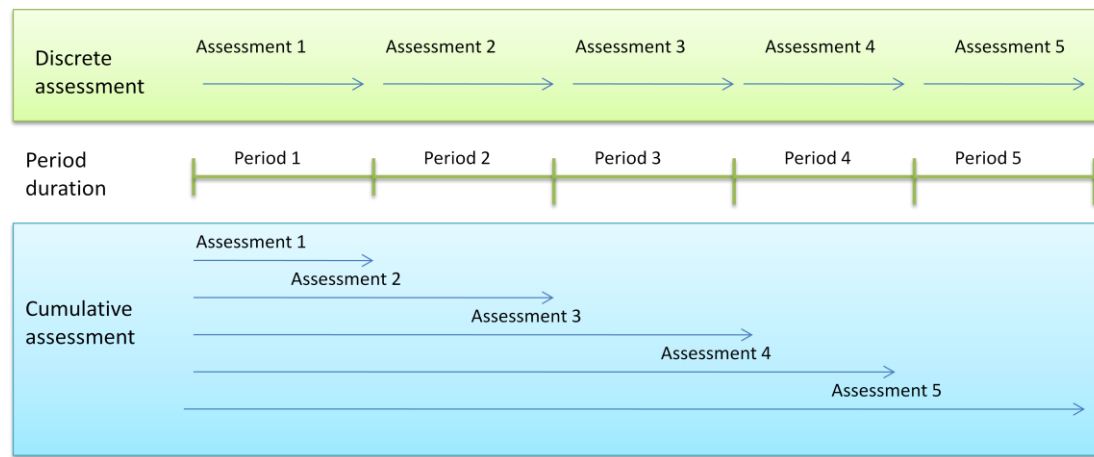 Discrete
assessment
Assessment 1
Assessment 2
Assessment 3
Assessment 4
Assessment 5
Period
duration
Period 1
Period 2
Period 3
Period 4
Period 5
Cumulative
assessment
Assessment 1
Assessment 2
Assessment 3
Assessment 4
Assessment 5